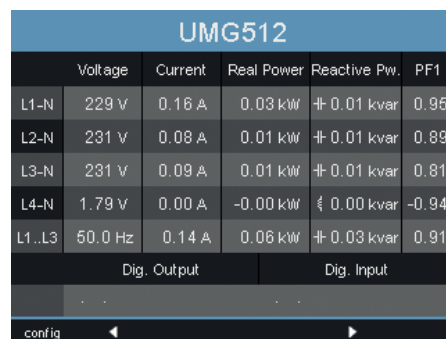 UMG512
Voltage Current Real Power Reactive Pw. PF1
L1-N 229 V 0.16 A 0.03 kW 0.01 kvar 0.95
L2-N 231 V 0.08 A 0.01 kW 0.01 kvar 0.89
L3-N 231 V 0.09 A 0.01 kW 0.01 kvar 0.81
L4-N 1.79 V 0.00 A -0.00 kW 0.00 kvar -0.94
L1..L3 50.0 Hz 0.14 A 0.06 kW 0.03 kvar 0.91
Dig. Output Dig. Input
config